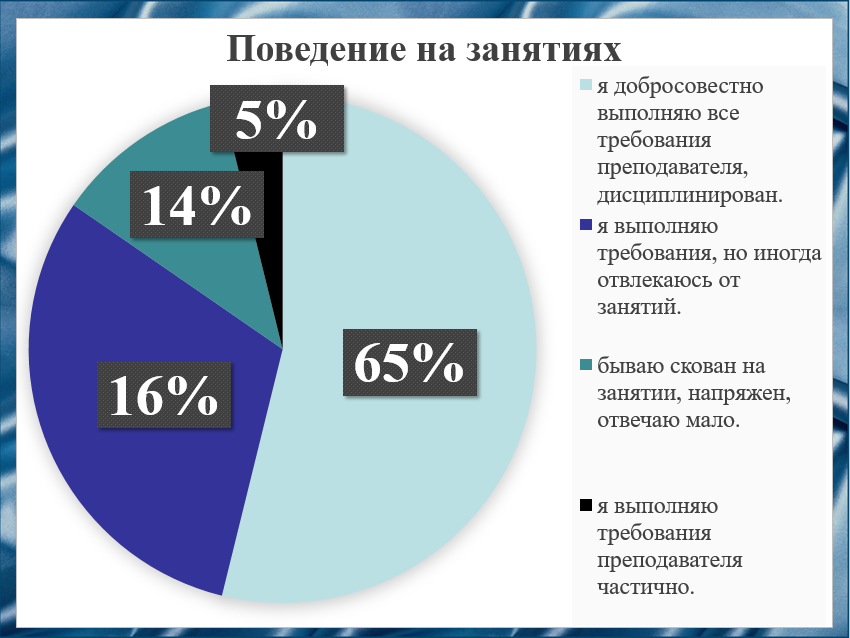 Поведение на занятиях
5%
14%
65%
16%
я добросовестно
выполняю все
требования
преподавателя,
дисциплинирован.
я выполняю
требования, но иногда
отвлекаюсь от
занятий.
бываю скован на
занятии, напряжен,
отвечаю мало.
я выполняю
требования
преподавателя
частично.